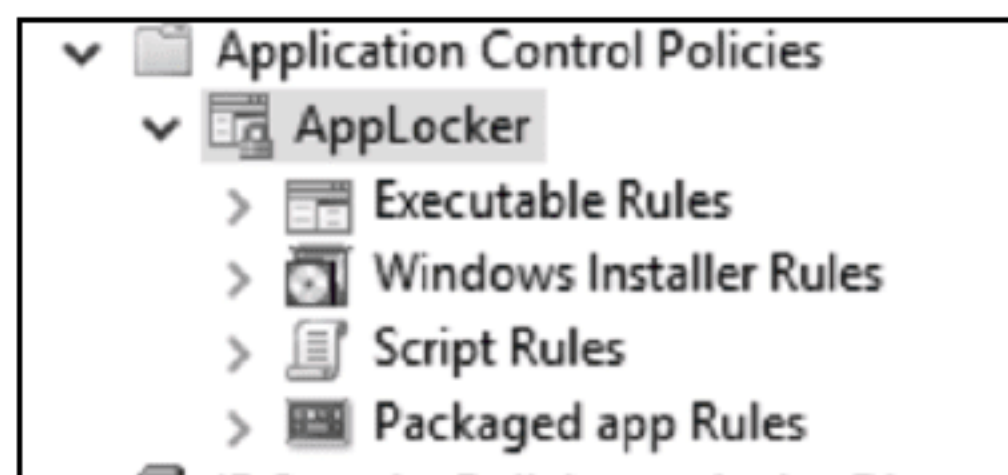 Application Control Policies
AppLocker
Executable Rules
Windows Installer Rules
Script Rules
Packaged app Rules